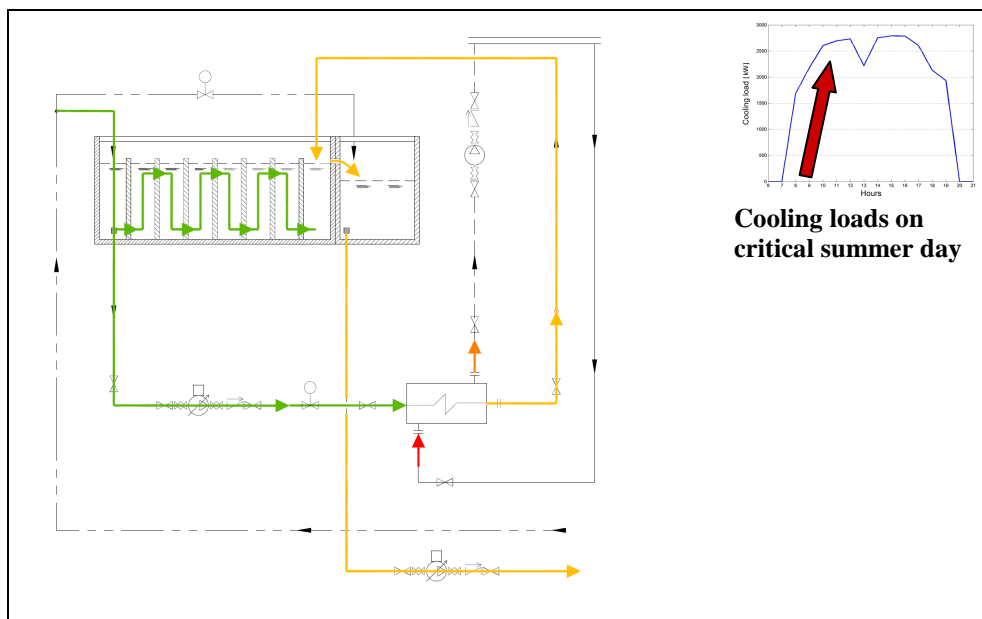 3000
2500
2000
1500
1000
500
0
Cooling load [kW]
6 7 8 9 10 11 12 13 14 15 16 17 18 19 20 21
Hours
Cooling loads on
critical summer day